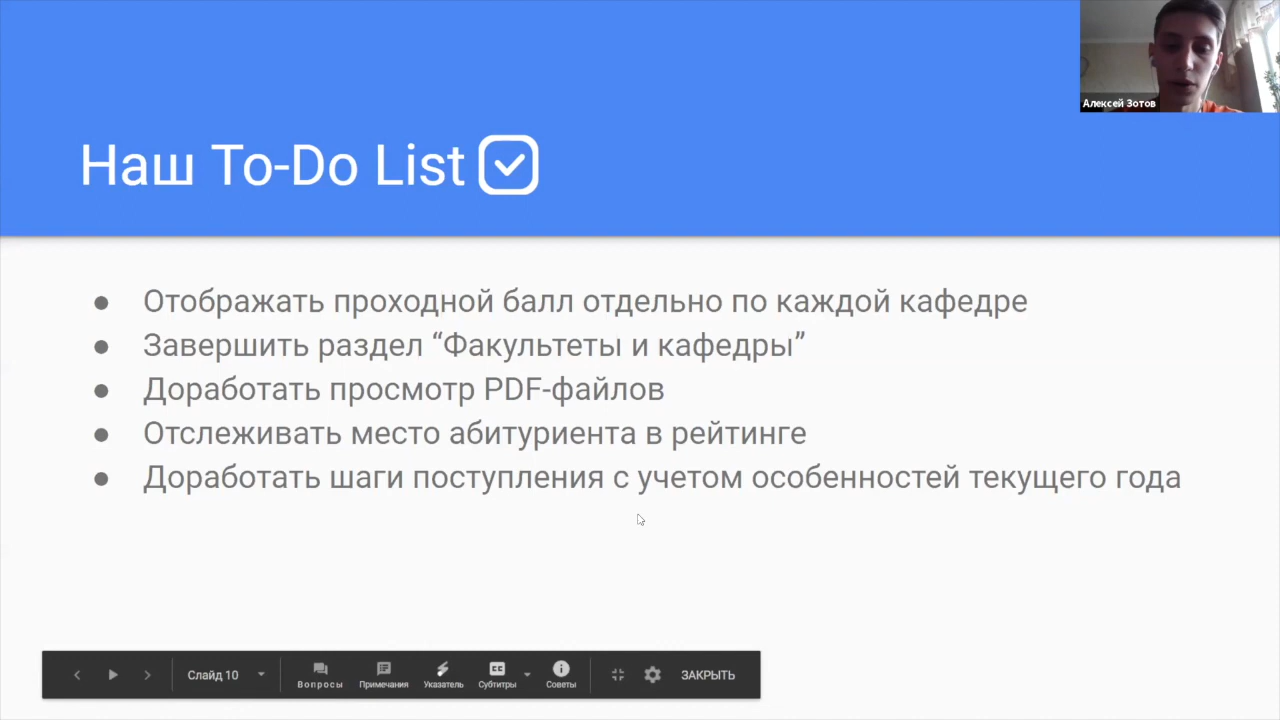 Алексей Зотов
Наш To-Do List
● Отображать проходной балл отдельно по каждой кафедре
● Завершить раздел “Факультеты и кафедры”
● Доработать просмотр PDF-файлов
● Отслеживать место абитуриента в рейтинге
● Доработать шаги поступления с учетом особенностей текущего года
Слайд 10
Вопросы
Примечания
Указатель
CC
Субтитры
Советы
ЗАКРЫТЬ